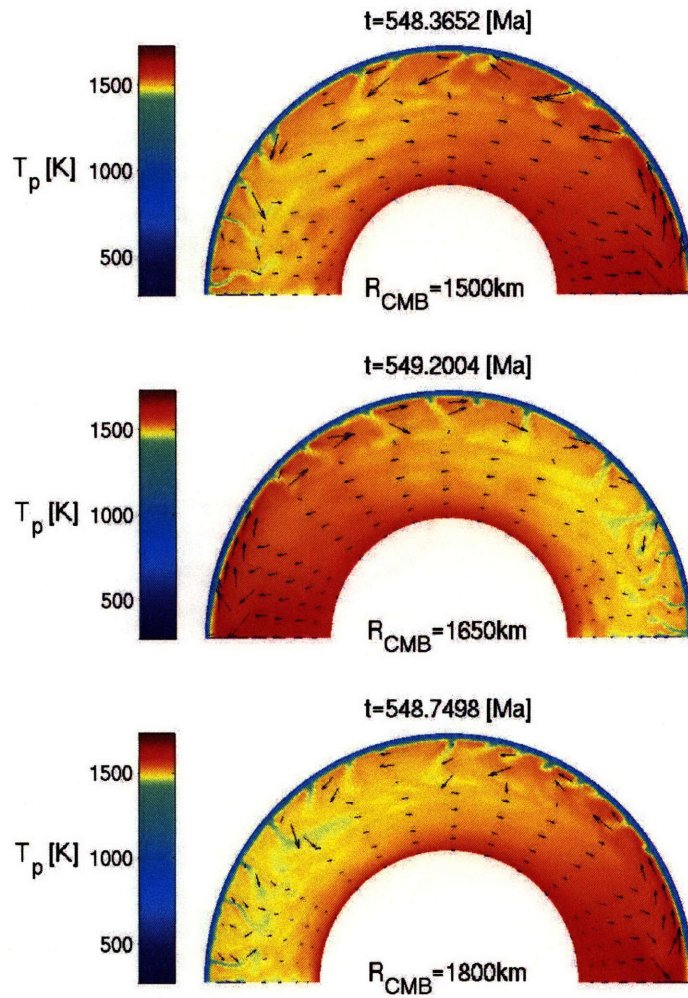 t=548.3652 [Ma]
1500
T_p [K]
1000
500
R_CMB=1500km
t=549.2004 [Ma]
1500
T_p [K]
1000
500
R_CMB=1650km
t=548.7498 [Ma]
1500
T_p [K]
1000
500
R_CMB=1800km